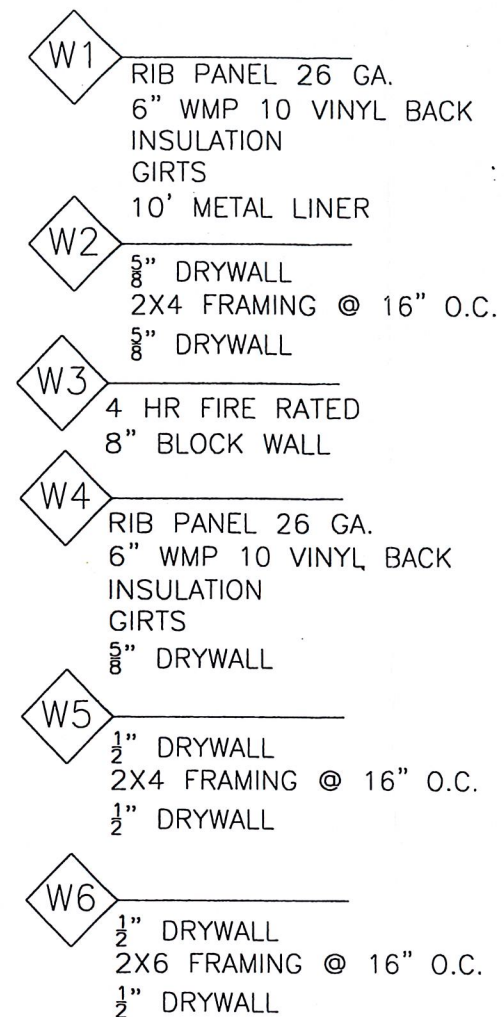 W1
RIB PANEL 26 GA.
6" WMP 10 VINYL BACK
INSULATION
GIRTS
10' METAL LINER
W2
5/8" DRYWALL
2X4 FRAMING @ 16" O.C.
5/8" DRYWALL
W3
4 HR FIRE RATED
8" BLOCK WALL
W4
RIB PANEL 26 GA.
6" WMP 10 VINYL BACK
INSULATION
GIRTS
5/8" DRYWALL
W5
1/2" DRYWALL
2X4 FRAMING @ 16" O.C.
1/2" DRYWALL
W6
1/2" DRYWALL
2X6 FRAMING @ 16" O.C.
1/2" DRYWALL